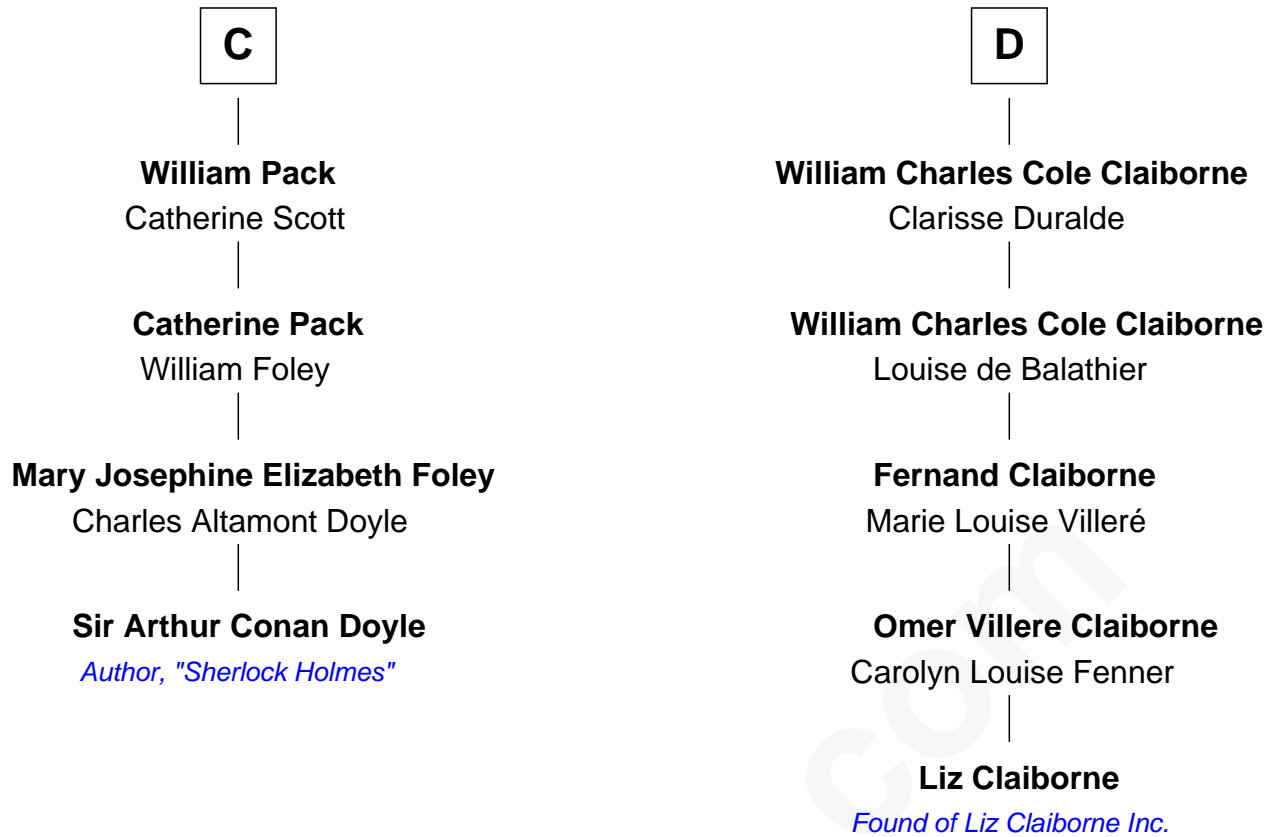 C
William Pack
Catherine Scott
Catherine Pack
William Foley
Mary Josephine Elizabeth Foley
Charles Altamont Doyle
Sir Arthur Conan Doyle
Author, "Sherlock Holmes"
D
William Charles Cole Claiborne
Clarisse Duralde
William Charles Cole Claiborne
Louise de Balathier
Fernand Claiborne
Marie Louise Villeré
Omer Villere Claiborne
Carolyn Louise Fenner
Liz Claiborne
Found of Liz Claiborne Inc.
com